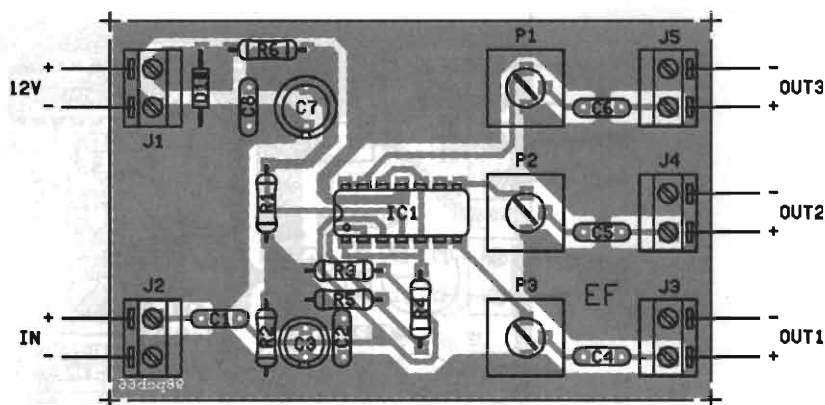 P1
J5
R6
12V
+
-
D1
C8
C7
C6
-
+
OUT3
J1
P2
J4
R1
IC1
C5
-
+
OUT2
J2
R3
P3
EF
J3
IN
+
-
C1
R2
C3
C2
R5
R4
C4
-
+
OUT1